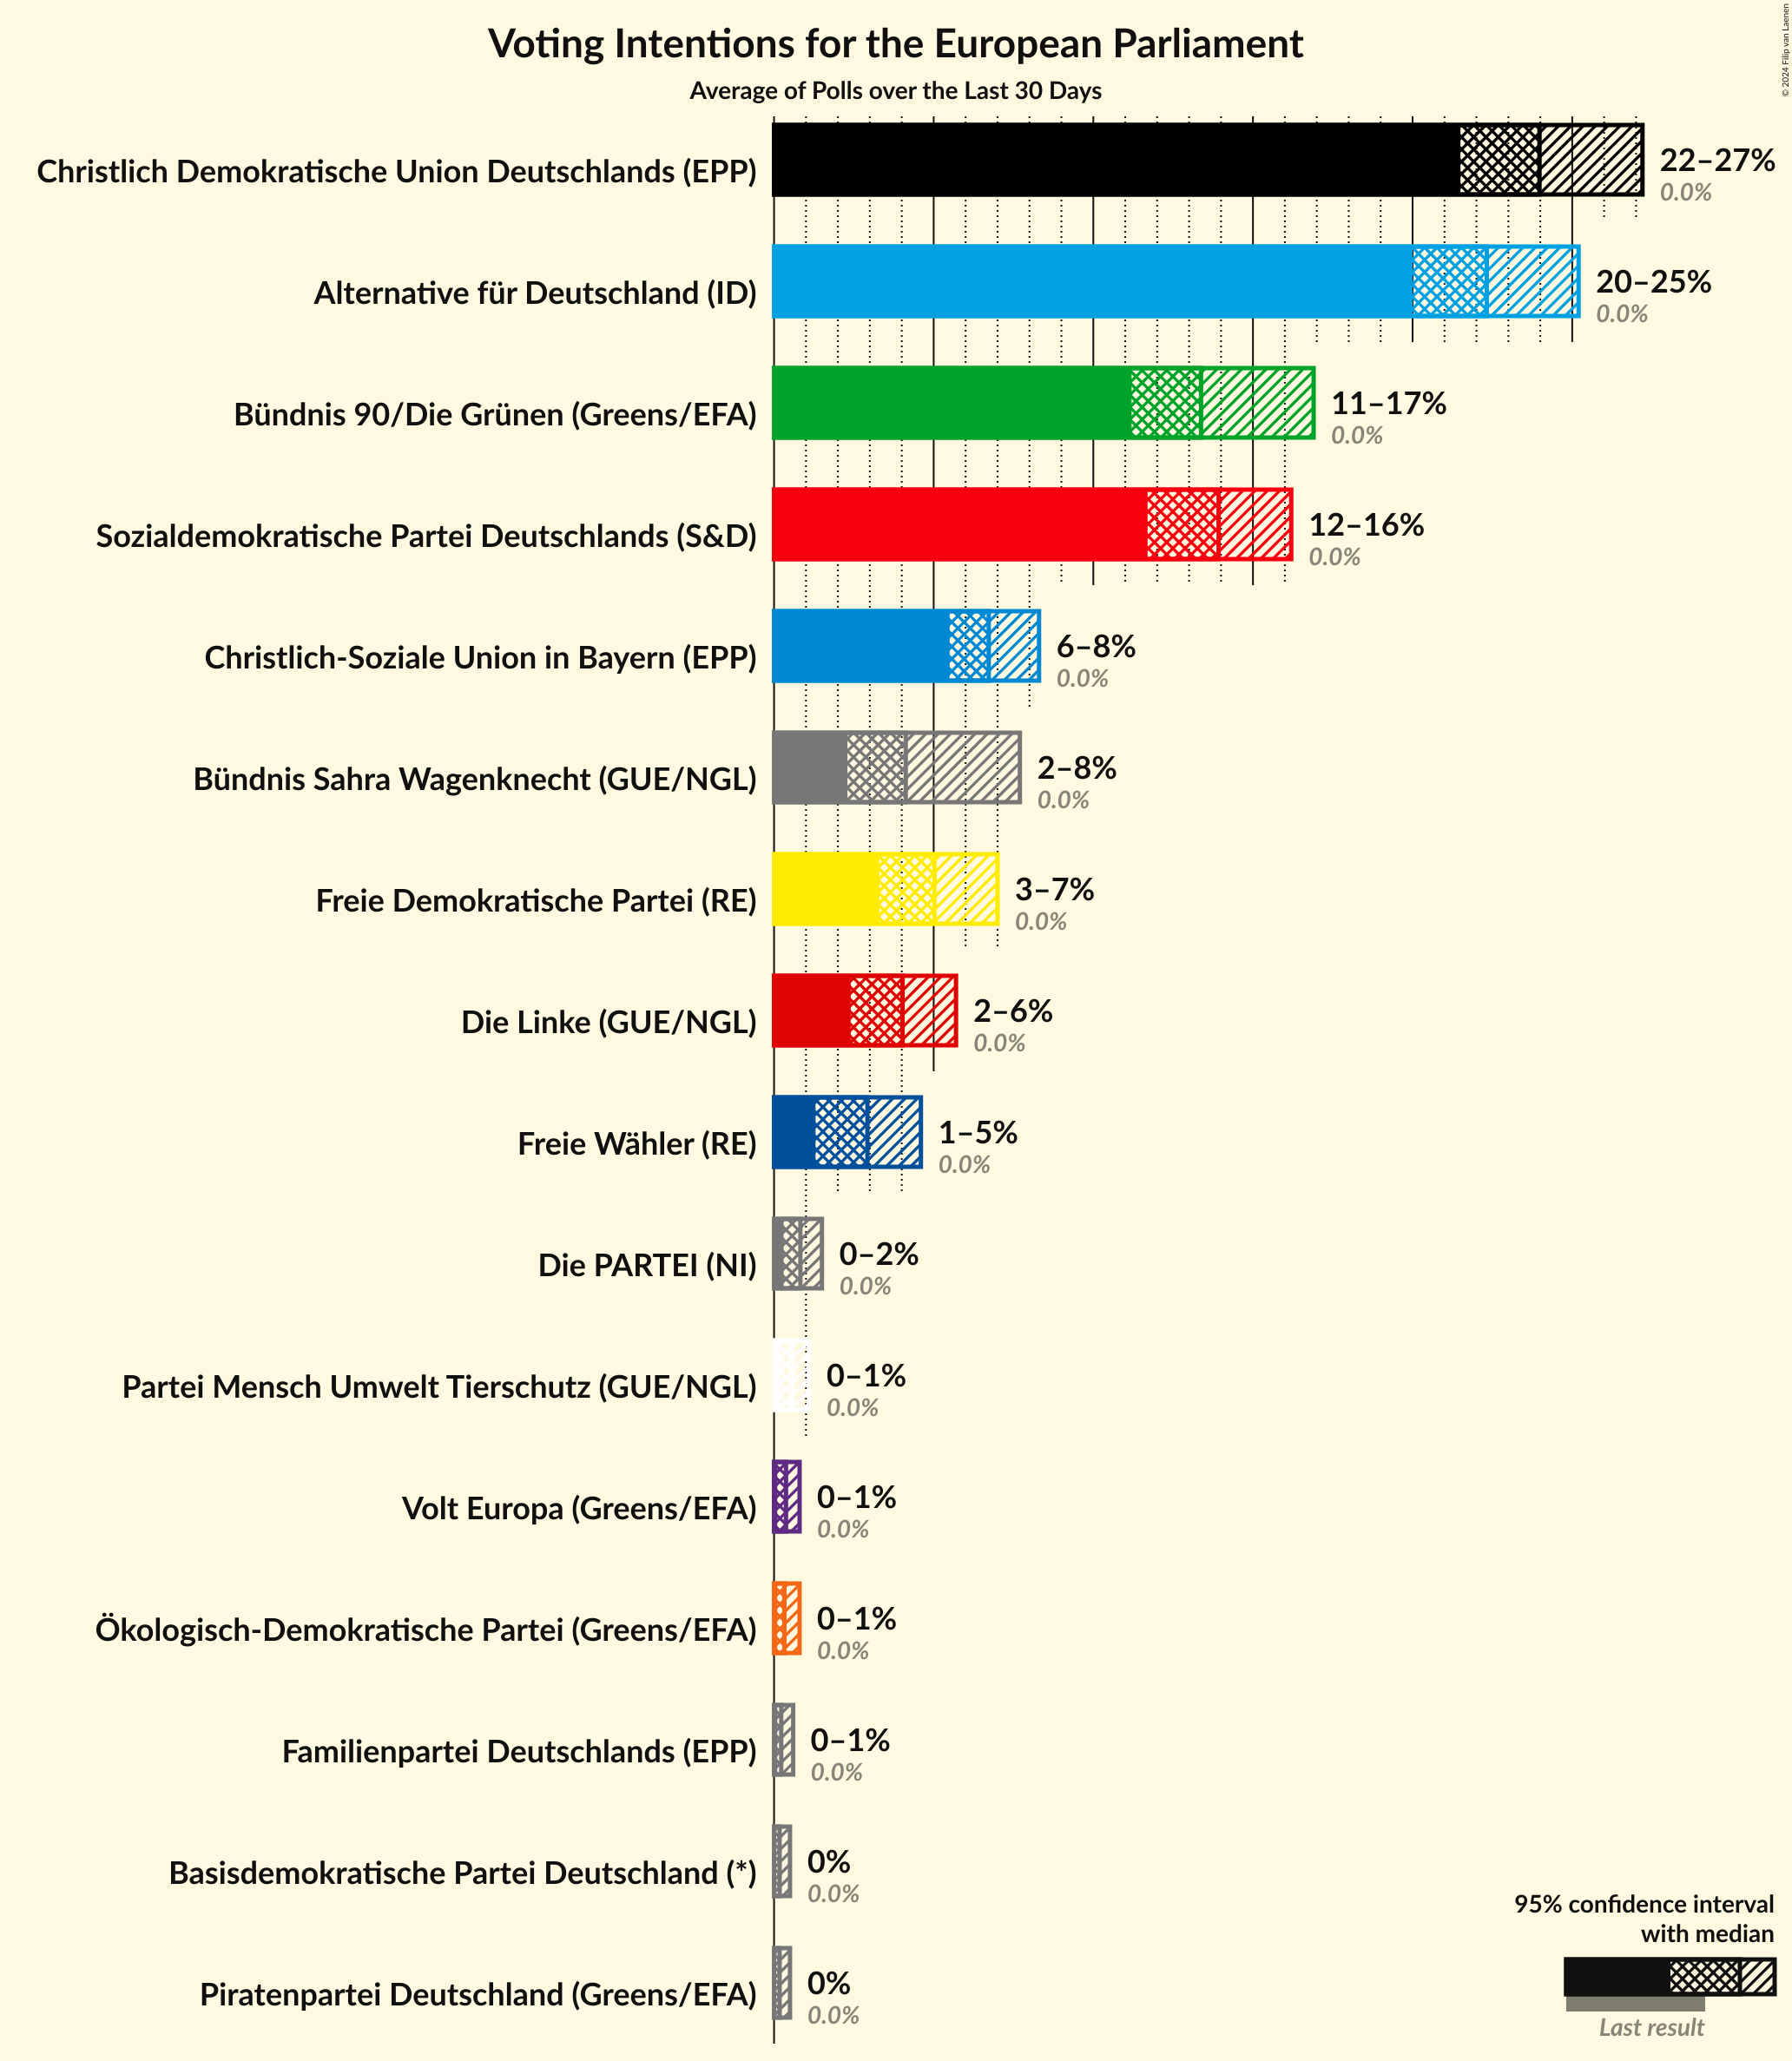 Voting Intentions for the European Parliament
Average of Polls over the Last 30 Days
© 2024 Filip van Laenen
Christlich Demokratische Union Deutschlands (EPP)
22–27%
0.0%
Alternative für Deutschland (ID)
20–25%
0.0%
Bündnis 90/Die Grünen (Greens/EFA)
11–17%
0.0%
Sozialdemokratische Partei Deutschlands (S&D)
12–16%
0.0%
Christlich-Soziale Union in Bayern (EPP)
6–8%
0.0%
Bündnis Sahra Wagenknecht (GUE/NGL)
2–8%
0.0%
Freie Demokratische Partei (RE)
3–7%
0.0%
Die Linke (GUE/NGL)
2–6%
0.0%
Freie Wähler (RE)
1–5%
0.0%
Die PARTEI (NI)
0–2%
0.0%
Partei Mensch Umwelt Tierschutz (GUE/NGL)
0–1%
0.0%
Volt Europa (Greens/EFA)
0–1%
0.0%
Ökologisch-Demokratische Partei (Greens/EFA)
0–1%
0.0%
Familienpartei Deutschlands (EPP)
0–1%
0.0%
Basisdemokratische Partei Deutschland (*)
0%
0.0%
Piratenpartei Deutschland (Greens/EFA)
0%
0.0%
95% confidence interval
with median
Last result